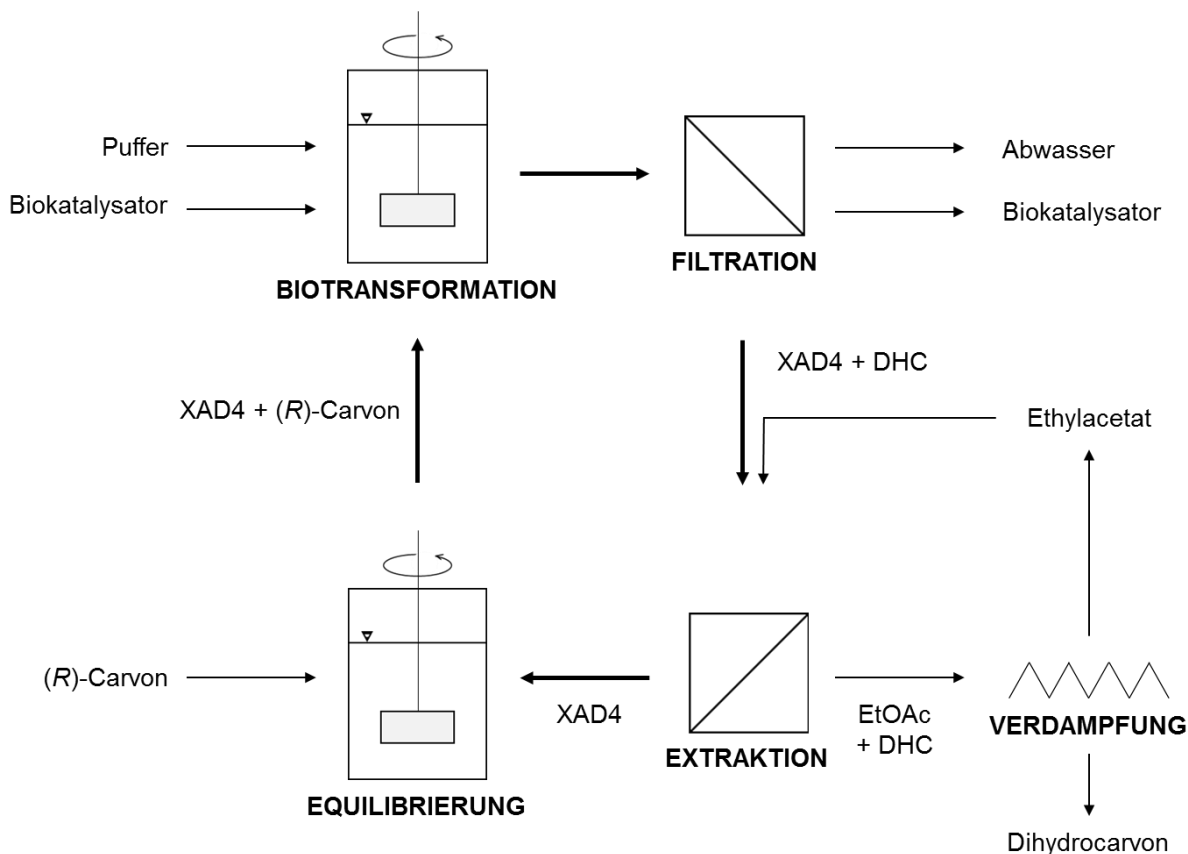 Puffer
Biokatalysator
BIOTRANSFORMATION
FILTRATION
Abwasser
Biokatalysator
XAD4 + (R)-Carvon
XAD4 + DHC
Ethylacetat
(R)-Carvon
EQUILIBRIERUNG
XAD4
EXTRAKTION
EtOAc
+ DHC
VERDAMPFUNG
Dihydrocarvon